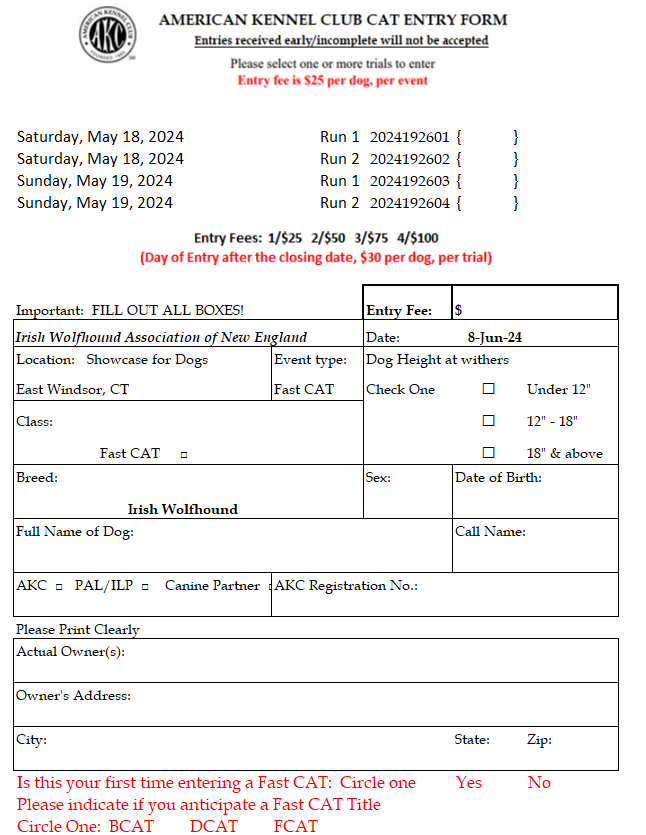 AMERICAN KENNEL CLUB
AKC
FOUNDED 1884
SM
AMERICAN KENNEL CLUB CAT ENTRY FORM
Entries received early/incomplete will not be accepted
Please select one or more trials to enter
Entry fee is $25 per dog, per event
Saturday, May 18, 2024 Run 1 2024192601 { }
Saturday, May 18, 2024 Run 2 2024192602 { }
Sunday, May 19, 2024 Run 1 2024192603 { }
Sunday, May 19, 2024 Run 2 2024192604 { }
Entry Fees: 1/$25 2/$50 3/$75 4/$100
(Day of Entry after the closing date, $30 per dog, per trial)
Important: FILL OUT ALL BOXES! Entry Fee: $
Irish Wolfhound Association of New England Date: 8-Jun-24
Location: Showcase for Dogs Event type: Dog Height at withers
East Windsor, CT Fast CAT Check One ☐ Under 12"
Class: ☐ 12" - 18"
Fast CAT □ ☐ 18" & above
Breed: Sex: Date of Birth:
Irish Wolfhound
Full Name of Dog: Call Name:
AKC □ PAL/ILP □ Canine Partner □ AKC Registration No.:
Please Print Clearly
Actual Owner(s):
Owner's Address:
City: State: Zip:
Is this your first time entering a Fast CAT: Circle one Yes No
Please indicate if you anticipate a Fast CAT Title
Circle One: BCAT DCAT FCAT